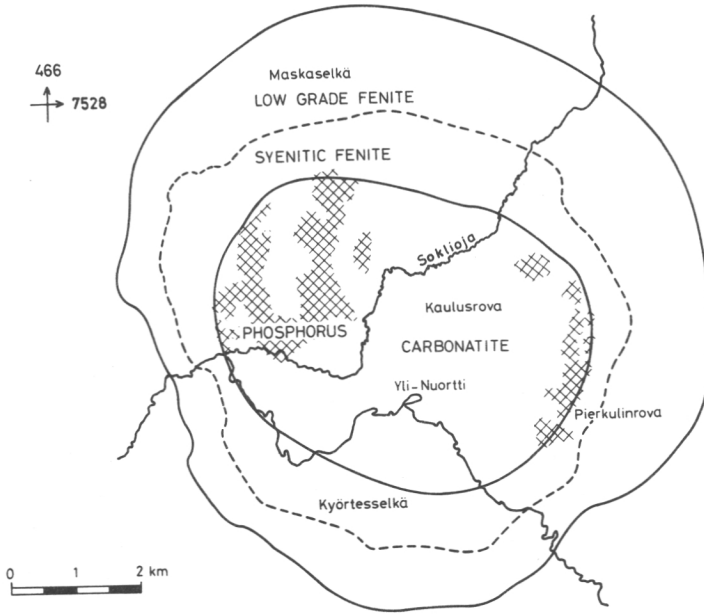 Maskaselkä
466
LOW GRADE FENITE
7528
SYENITIC FENITE
Soklioja
Kaulusrova
PHOSPHORUS
CARBONATITE
Yli-Nuortti
Pierkulinrova
Kyörtesselkä
0 1 2 km